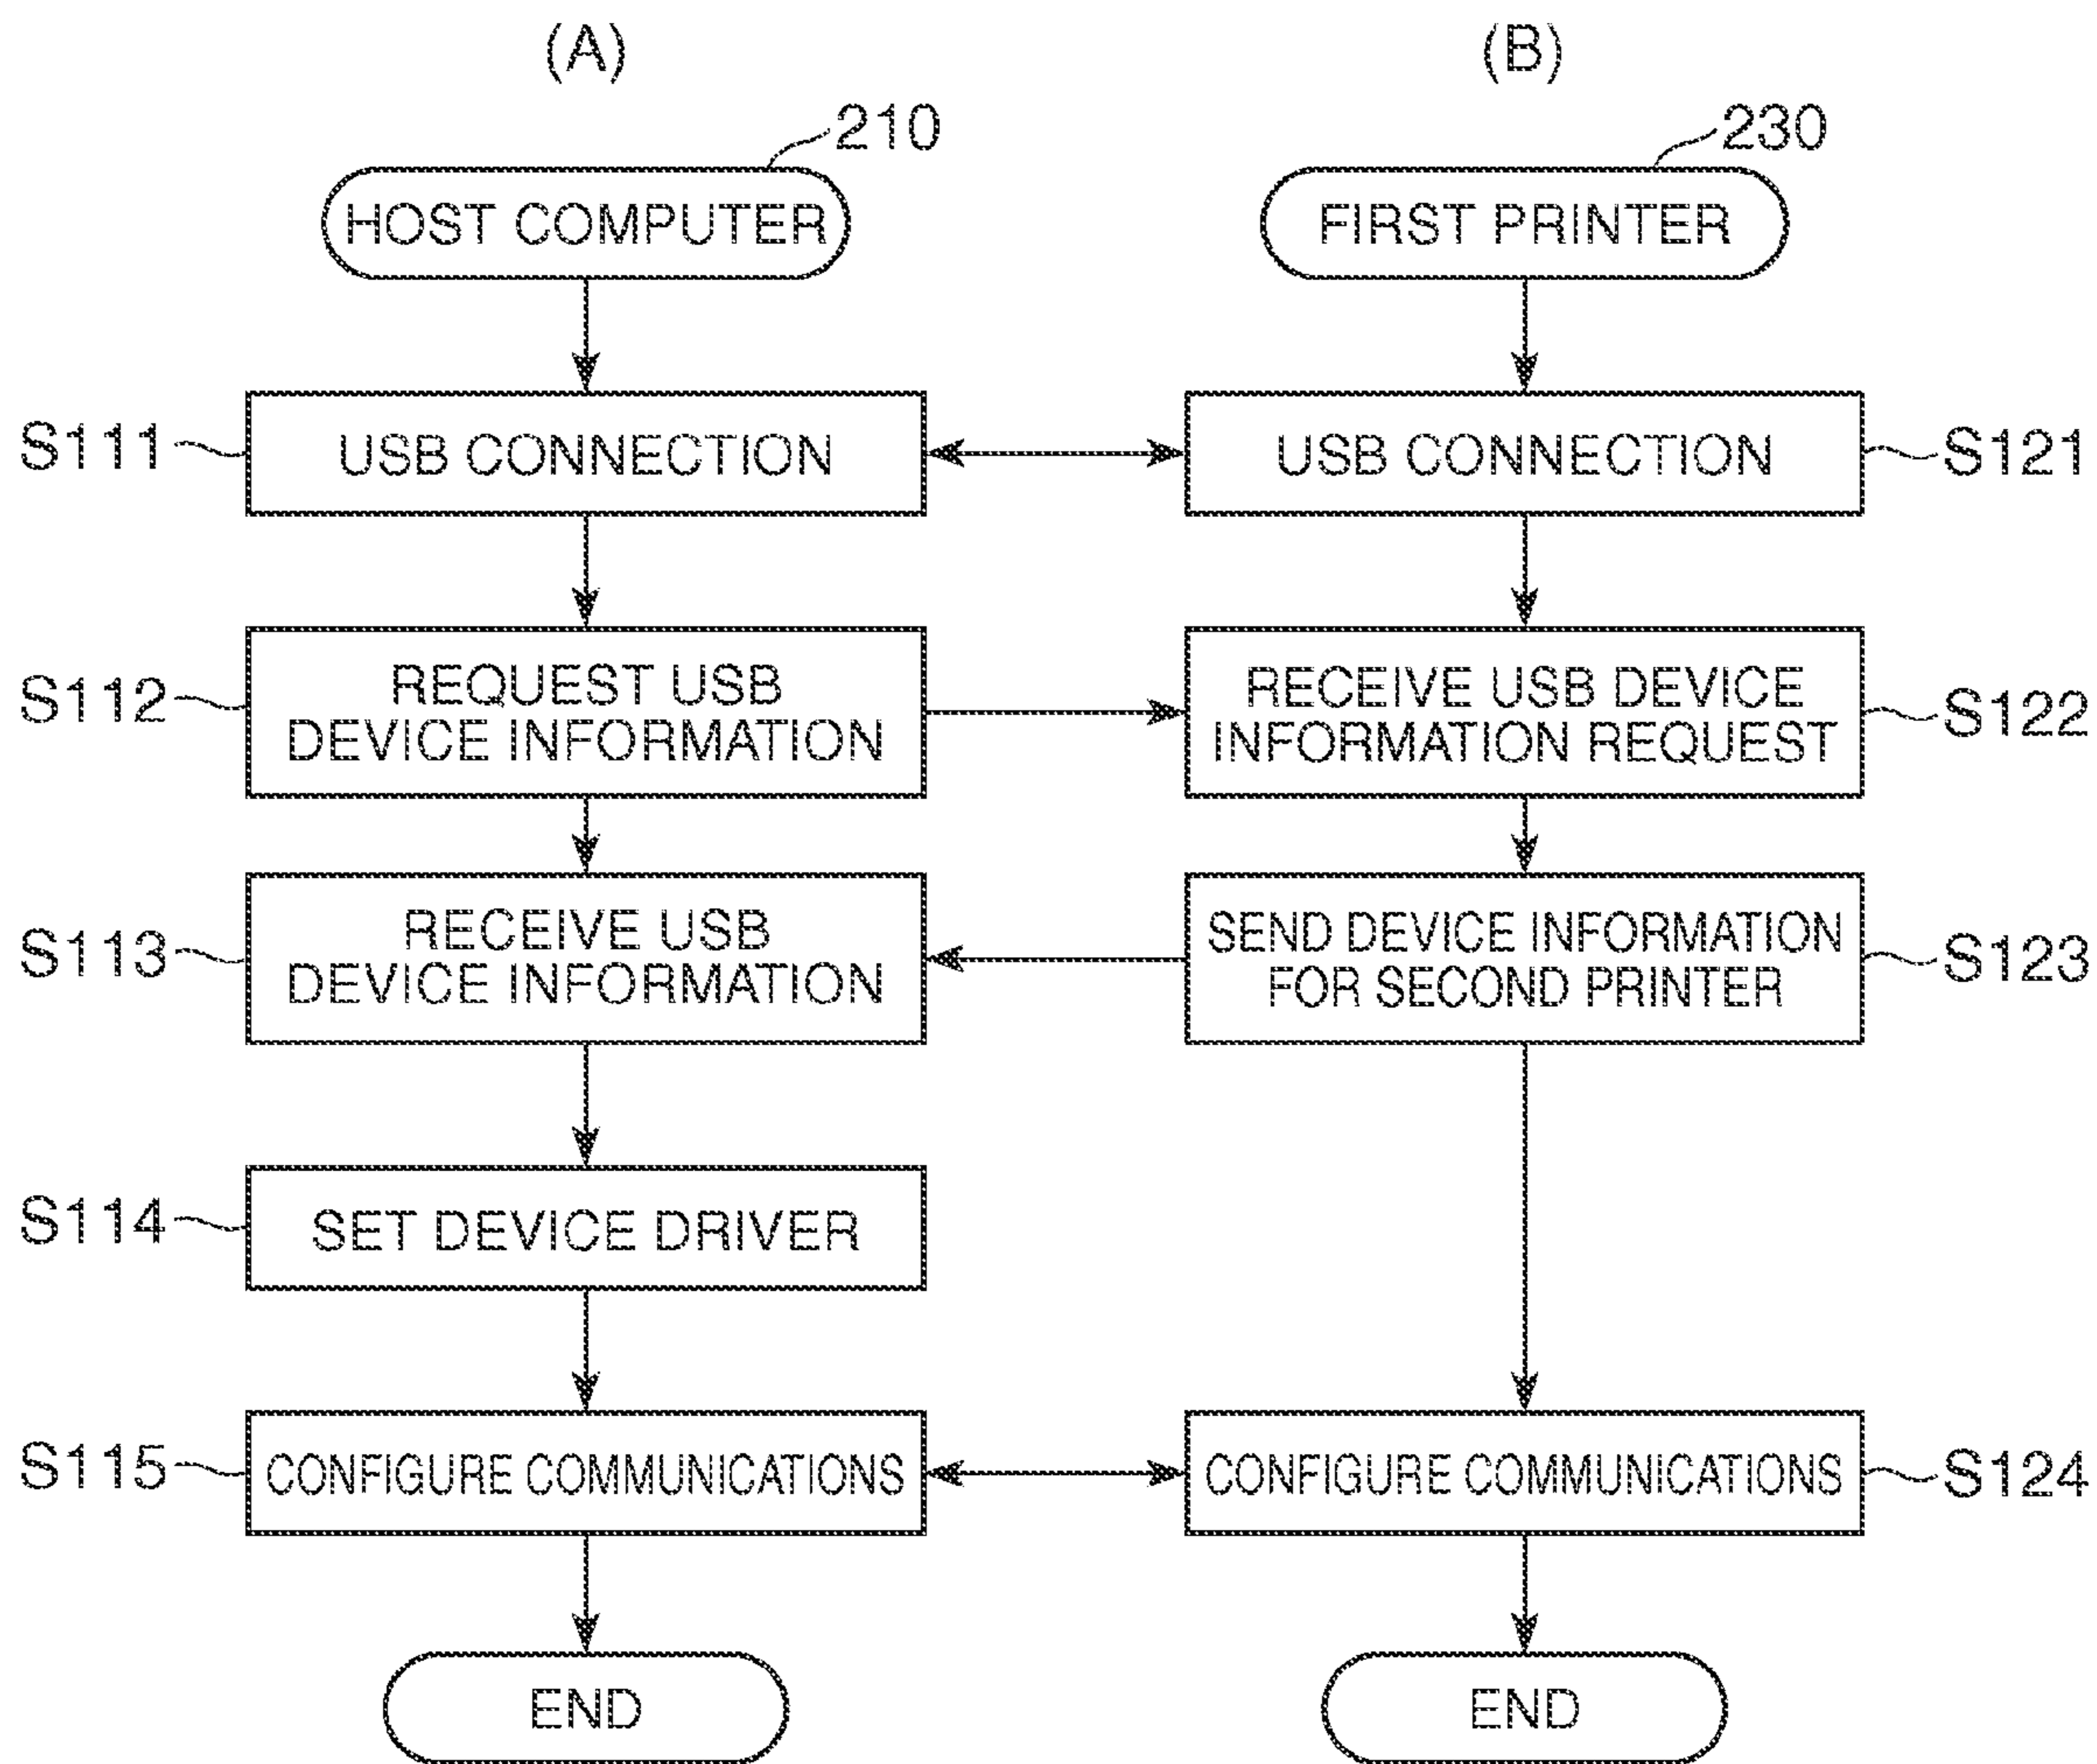 (A)
(B)
210
230
HOST COMPUTER
FIRST PRINTER
S111
USB CONNECTION
USB CONNECTION
S121
S112
REQUEST USB
DEVICE INFORMATION
RECEIVE USB DEVICE
INFORMATION REQUEST
S122
S113
RECEIVE USB
DEVICE INFORMATION
SEND DEVICE INFORMATION
FOR SECOND PRINTER
S123
S114
SET DEVICE DRIVER
S115
CONFIGURE COMMUNICATIONS
CONFIGURE COMMUNICATIONS
S124
END
END